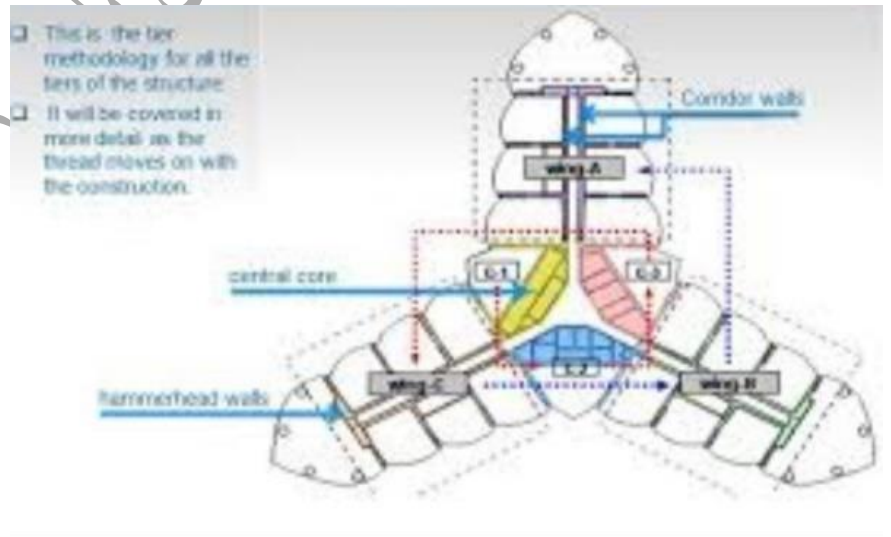 ❑ This is the tier
methodology for all the
tiers of the structure
❑ It will be covered in
more detail as the
thread moves on with
the construction.
Corridor walls
wing-A
C-1
C-3
central core
C-2
wing-C
wing-B
hammerhead walls